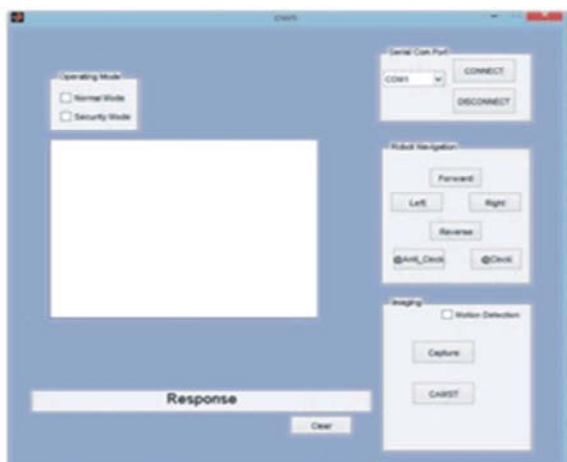 Operating Mode
Normal Mode
Security Mode
Serial Com Port
COM1
CONNECT
DISCONNECT
Robot Navigation
Forward
Left
Right
Reverse
@Anti_Clock
@Clock
Imaging
Motion Detection
Capture
Response
Clear